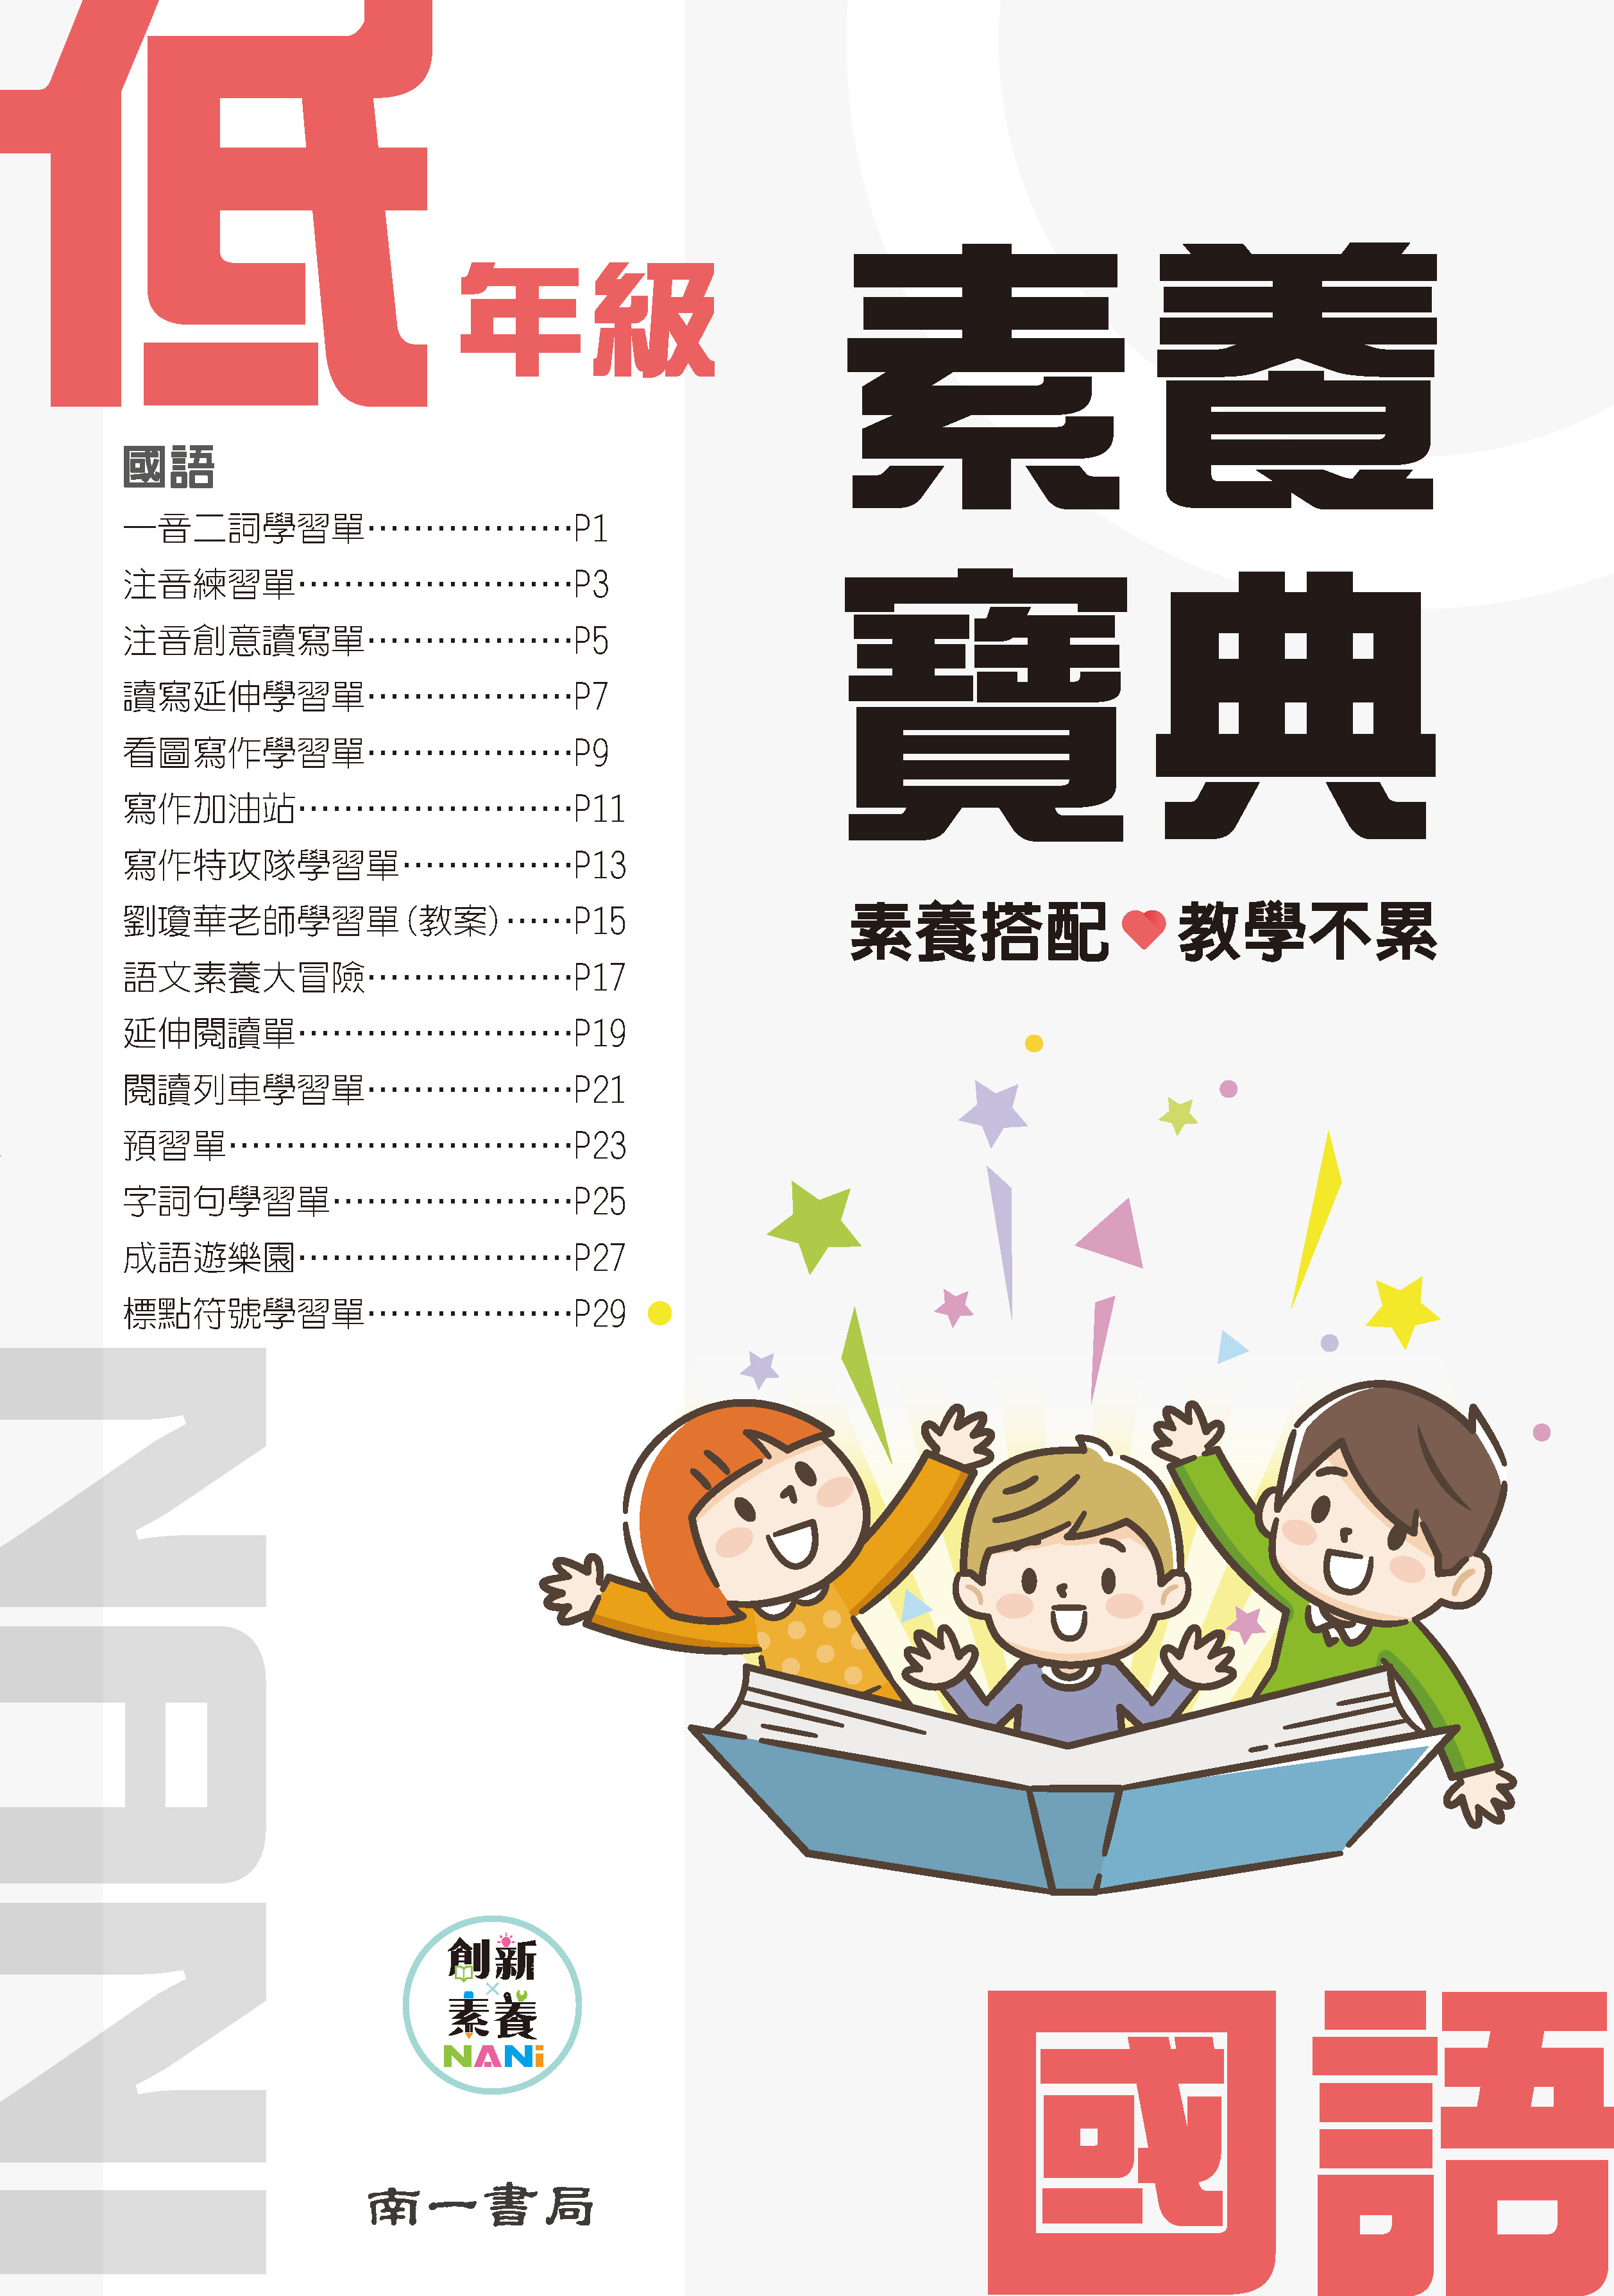 低年級
國語
一音二詞學習單⋯⋯⋯⋯⋯⋯P1
注音練習單⋯⋯⋯⋯⋯⋯⋯⋯P3
注音創意讀寫單⋯⋯⋯⋯⋯⋯P5
讀寫延伸學習單⋯⋯⋯⋯⋯⋯P7
看圖寫作學習單⋯⋯⋯⋯⋯⋯P9
寫作加油站⋯⋯⋯⋯⋯⋯⋯⋯P11
寫作特攻隊學習單⋯⋯⋯⋯⋯P13
劉瓊華老師學習單（教案）⋯⋯P15
語文素養大冒險⋯⋯⋯⋯⋯⋯P17
延伸閱讀單⋯⋯⋯⋯⋯⋯⋯⋯P19
閱讀列車學習單⋯⋯⋯⋯⋯⋯P21
預習單⋯⋯⋯⋯⋯⋯⋯⋯⋯⋯P23
字詞句學習單⋯⋯⋯⋯⋯⋯⋯P25
成語遊樂園⋯⋯⋯⋯⋯⋯⋯⋯P27
標點符號學習單⋯⋯⋯⋯⋯⋯P29
素養
寶典
素養搭配♥教學不累
NANI
創新
×
素養
NANi
南一書局
國語